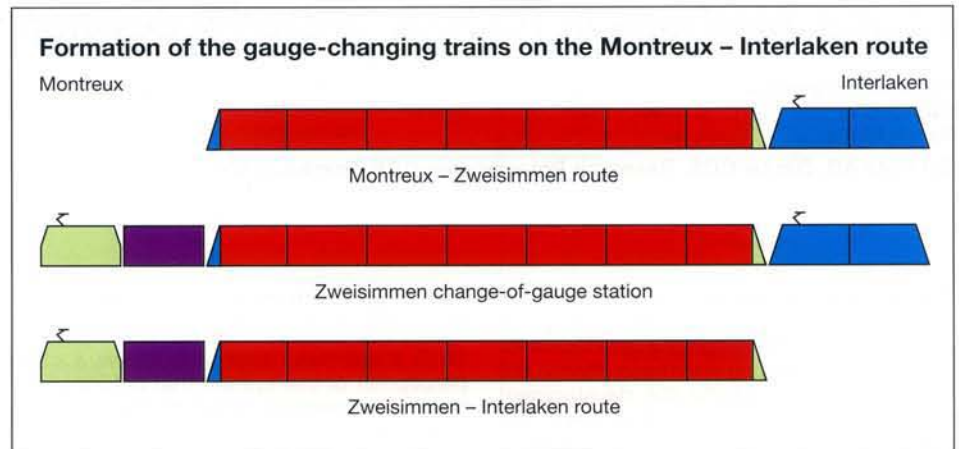 Formation of the gauge-changing trains on the Montreux – Interlaken route
Montreux
Interlaken
Montreux – Zweisimmen route
Zweisimmen change-of-gauge station
Zweisimmen – Interlaken route